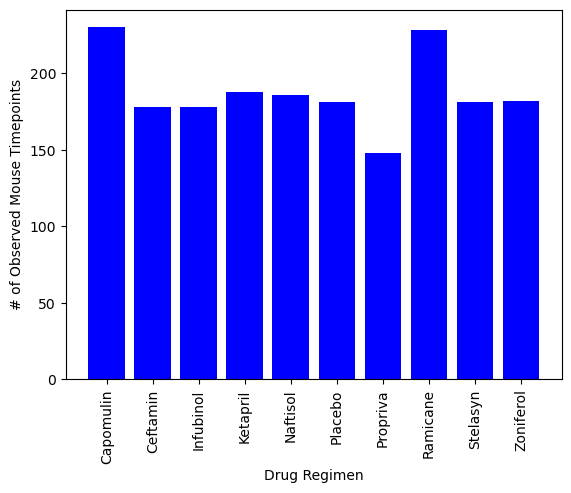 # of Observed Mouse Timepoints
200
150
100
50
0
Capomulin
Ceftamin
Infubinol
Ketapril
Naftisol
Placebo
Propriva
Ramicane
Stelasyn
Zoniferol
Drug Regimen